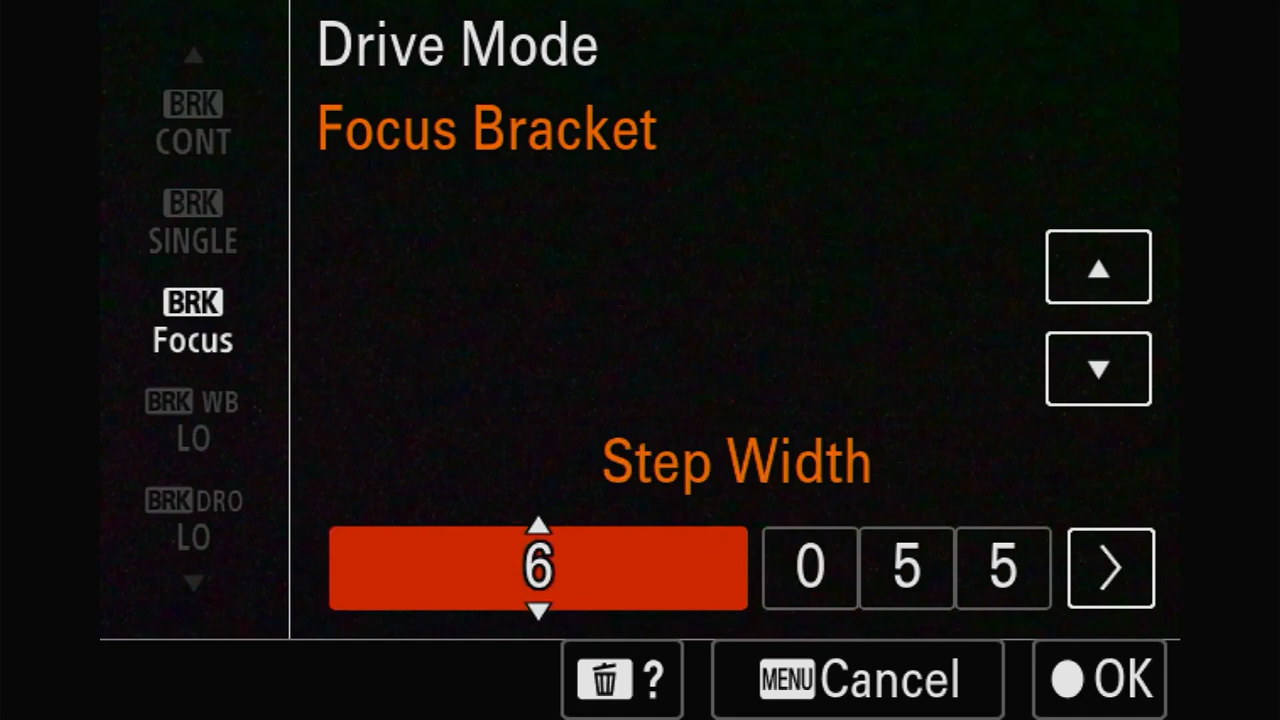 Drive Mode
Focus Bracket
BRK
CONT
BRK
SINGLE
BRK
Focus
BRK WB
LO
BRK DRO
LO
Step Width
6 0 5 5
? MENU Cancel OK